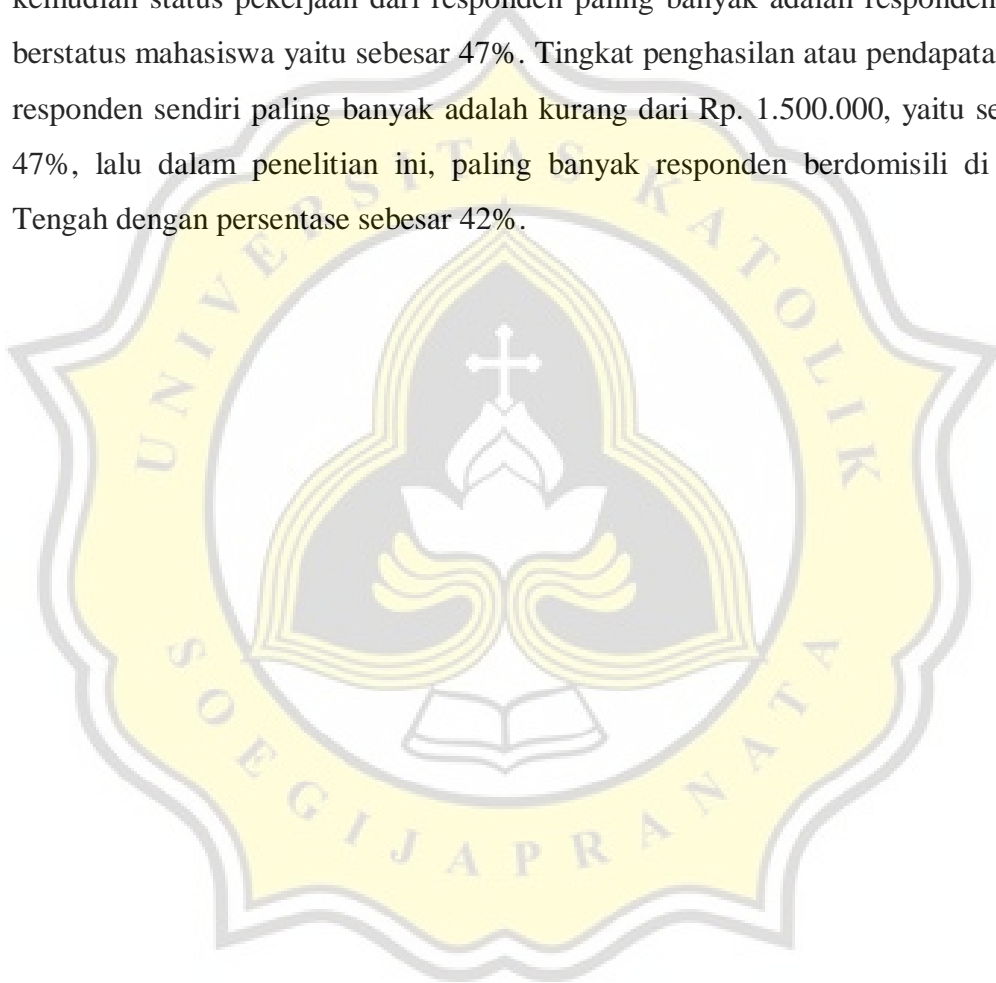 kemudian status pekerjaan dari responden paling banyak adalah responden
berstatus mahasiswa yaitu sebesar 47%. Tingkat penghasilan atau pendapata
responden sendiri paling banyak adalah kurang dari Rp. 1.500.000, yaitu se
47%, lalu dalam penelitian ini, paling banyak responden berdomisili di
Tengah dengan persentase sebesar 42%.
UNIVERSITAS KATOLIK
SOEGIJAPRANATA